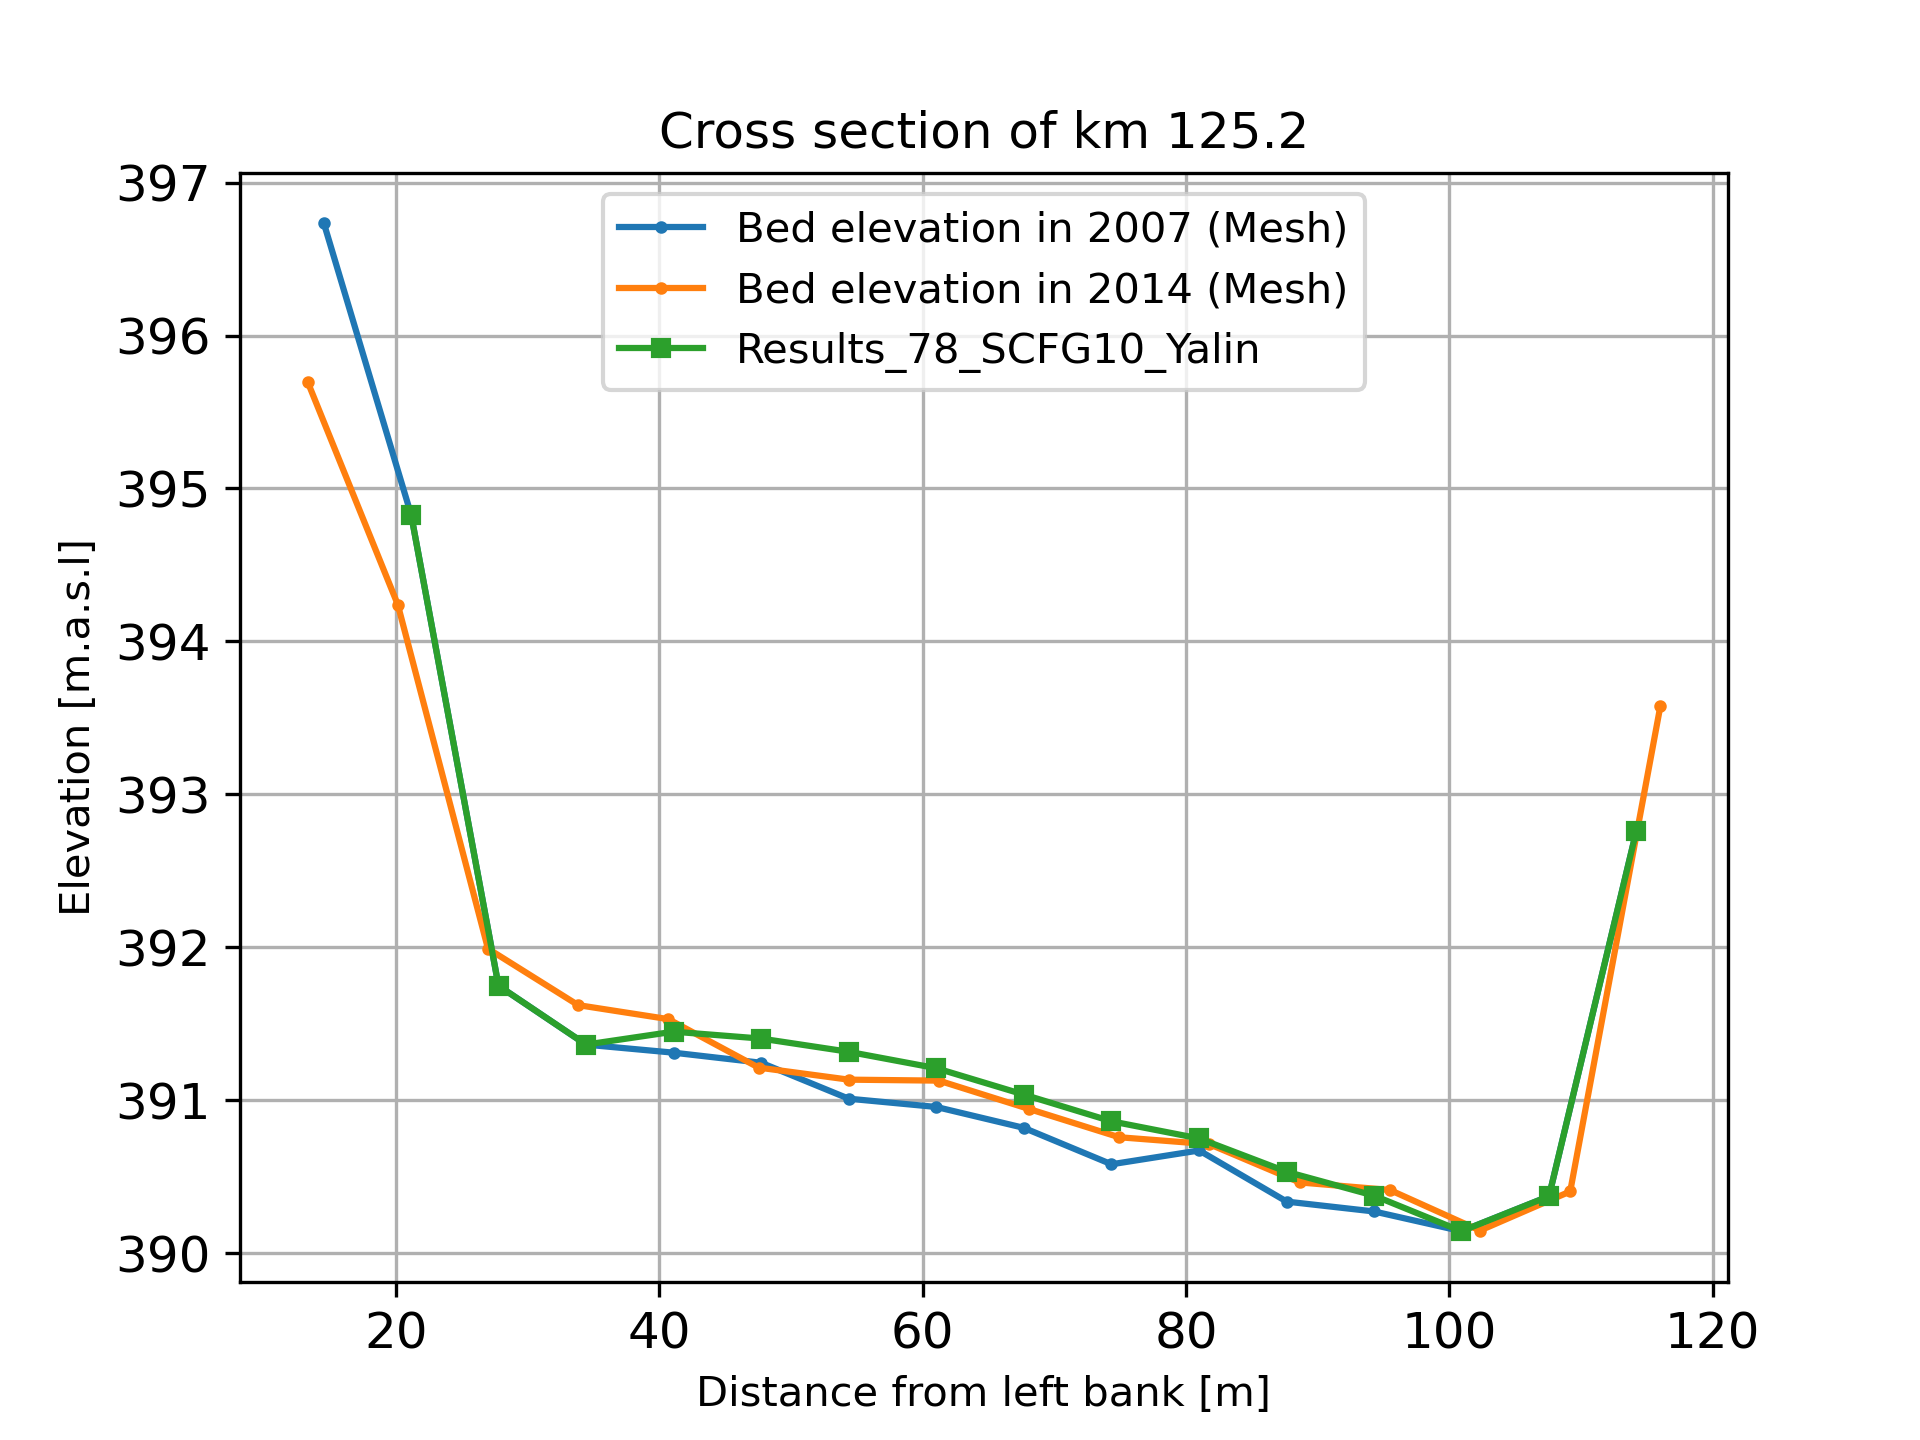 Cross section of km 125.2
397
396
395
394
393
392
391
390
Elevation [m.a.s.l]
Bed elevation in 2007 (Mesh)
Bed elevation in 2014 (Mesh)
Results_78_SCFG10_Yalin
20 40 60 80 100 120
Distance from left bank [m]